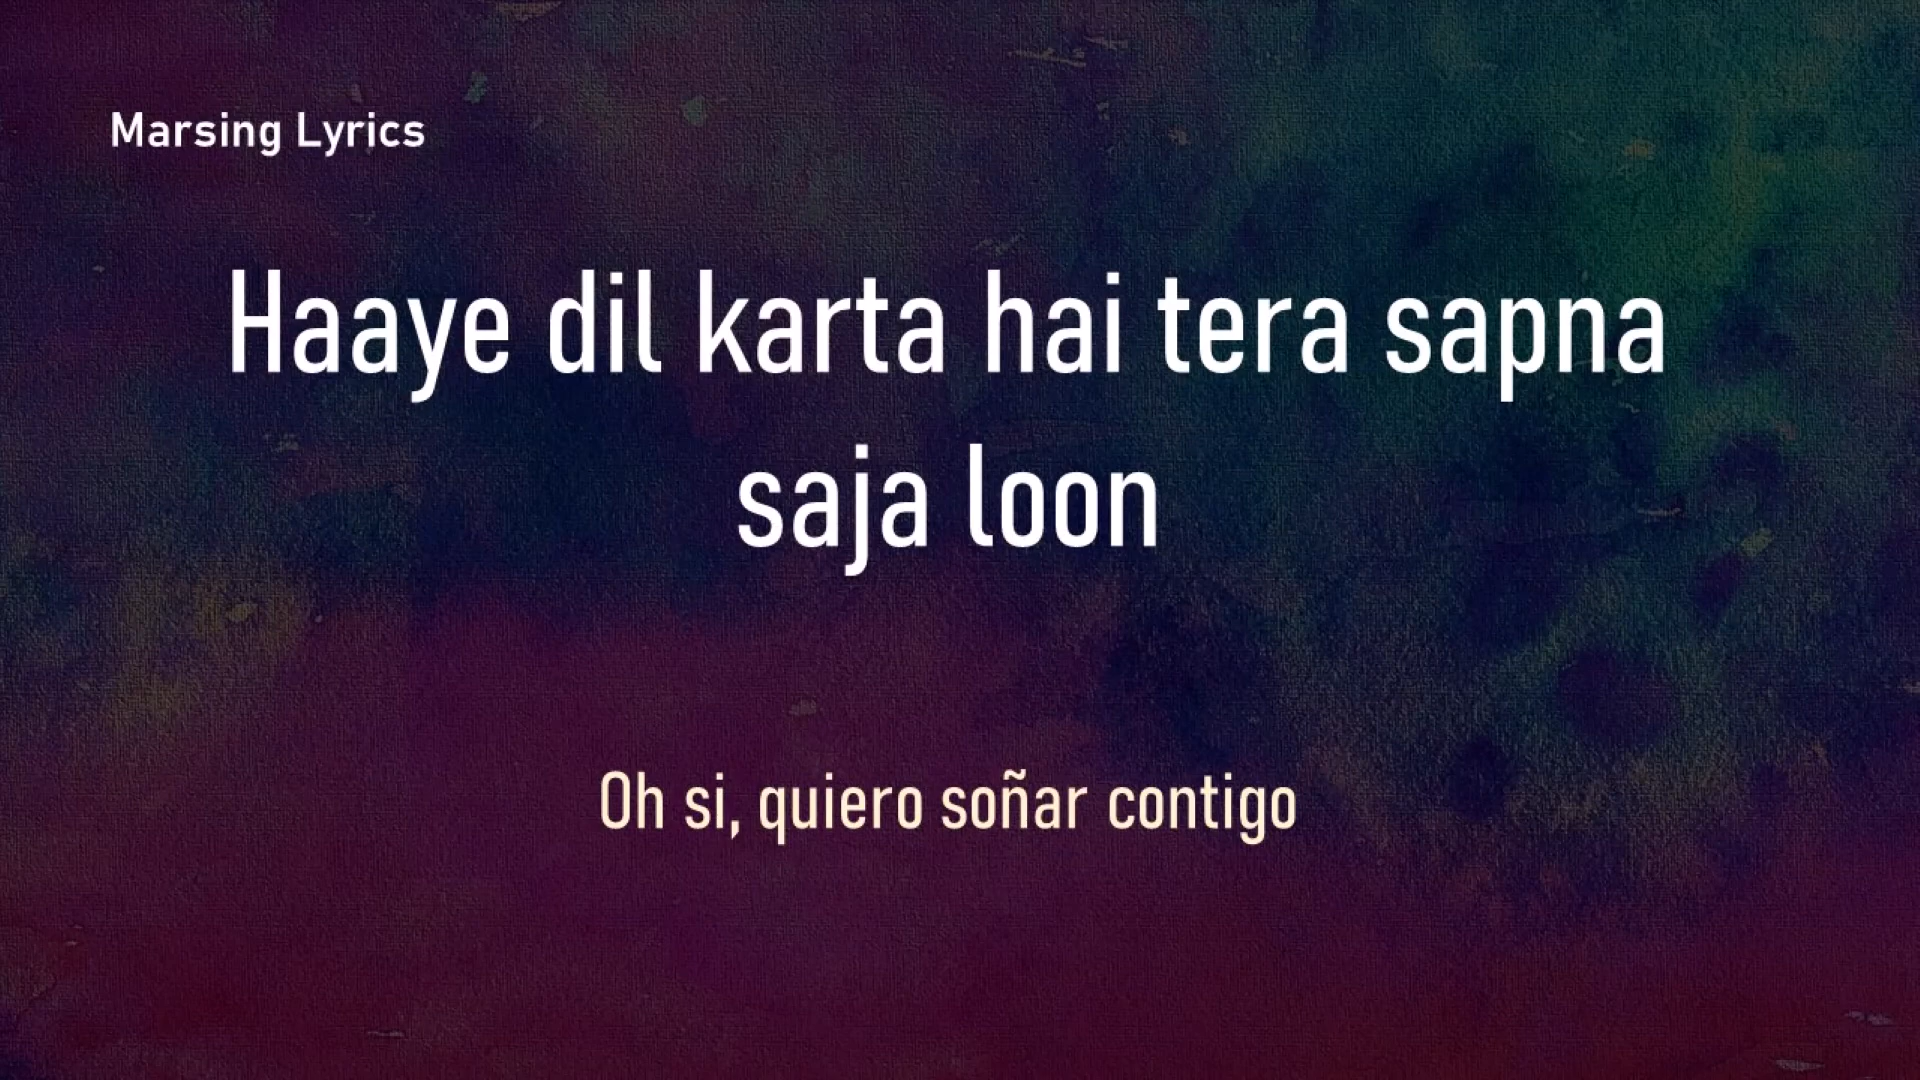 Marsing Lyrics
Haaye dil karta hai tera sapna
saja loon
Oh si, quiero soñar contigo